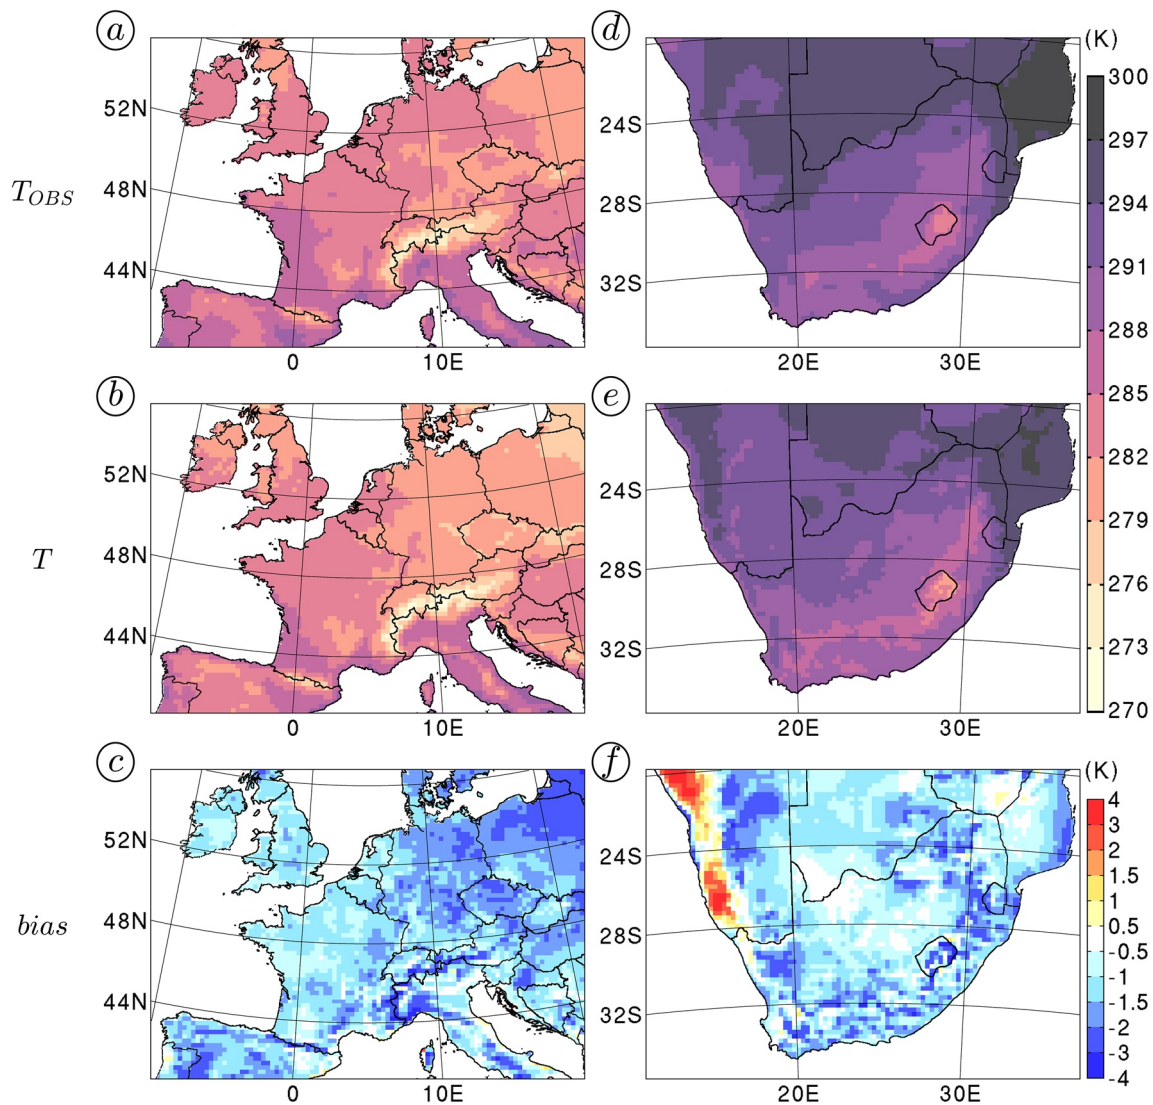 a
d
(K)
52N
48N
44N
T_OBS
0
10E
24S
28S
32S
20E
30E
300
297
294
291
288
285
282
279
276
273
270
b
e
52N
48N
44N
T
0
10E
24S
28S
32S
20E
30E
c
f
(K)
52N
48N
44N
bias
0
10E
24S
28S
32S
20E
30E
4
3
2
1.5
1
0.5
-0.5
-1
-1.5
-2
-3
-4